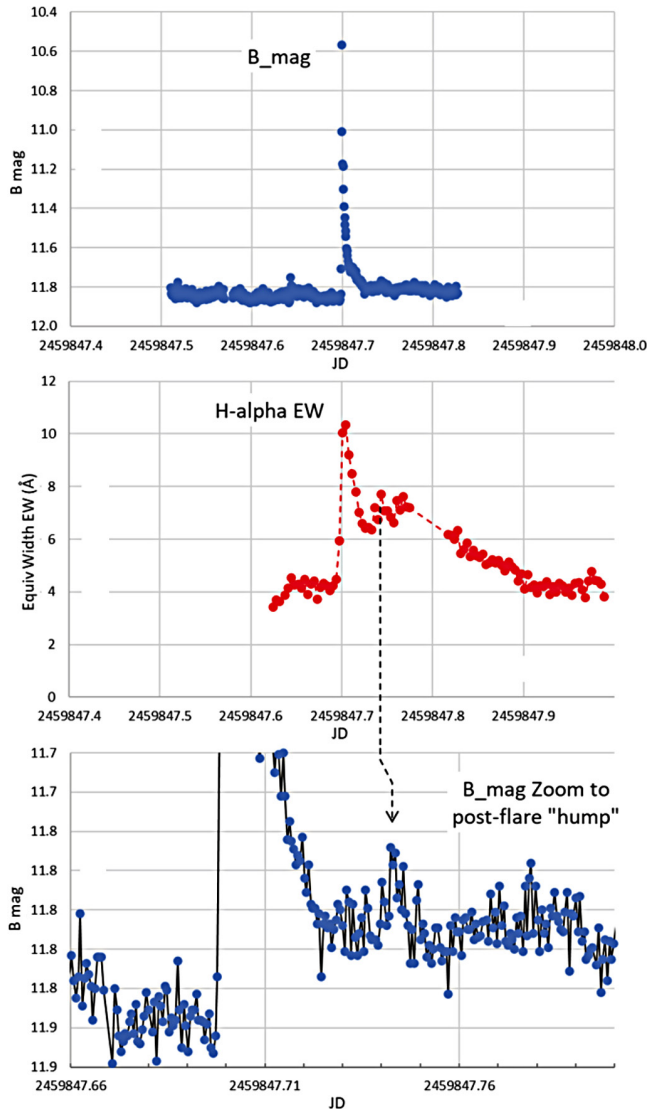 10.4
10.6
B_mag
10.8
11.0
11.2
B mag
11.4
11.6
11.8
12.0
2459847.4 2459847.5 2459847.6 2459847.7 2459847.8 2459847.9 2459848.0
JD
12
H-alpha EW
10
8
Equiv Width EW (Å)
6
4
2
0
2459847.4 2459847.5 2459847.6 2459847.7 2459847.8 2459847.9
JD
11.7
B_mag Zoom to
post-flare "hump"
11.7
11.8
11.8
B mag
11.8
11.8
11.8
11.9
11.9
2459847.66 2459847.71 2459847.76
JD